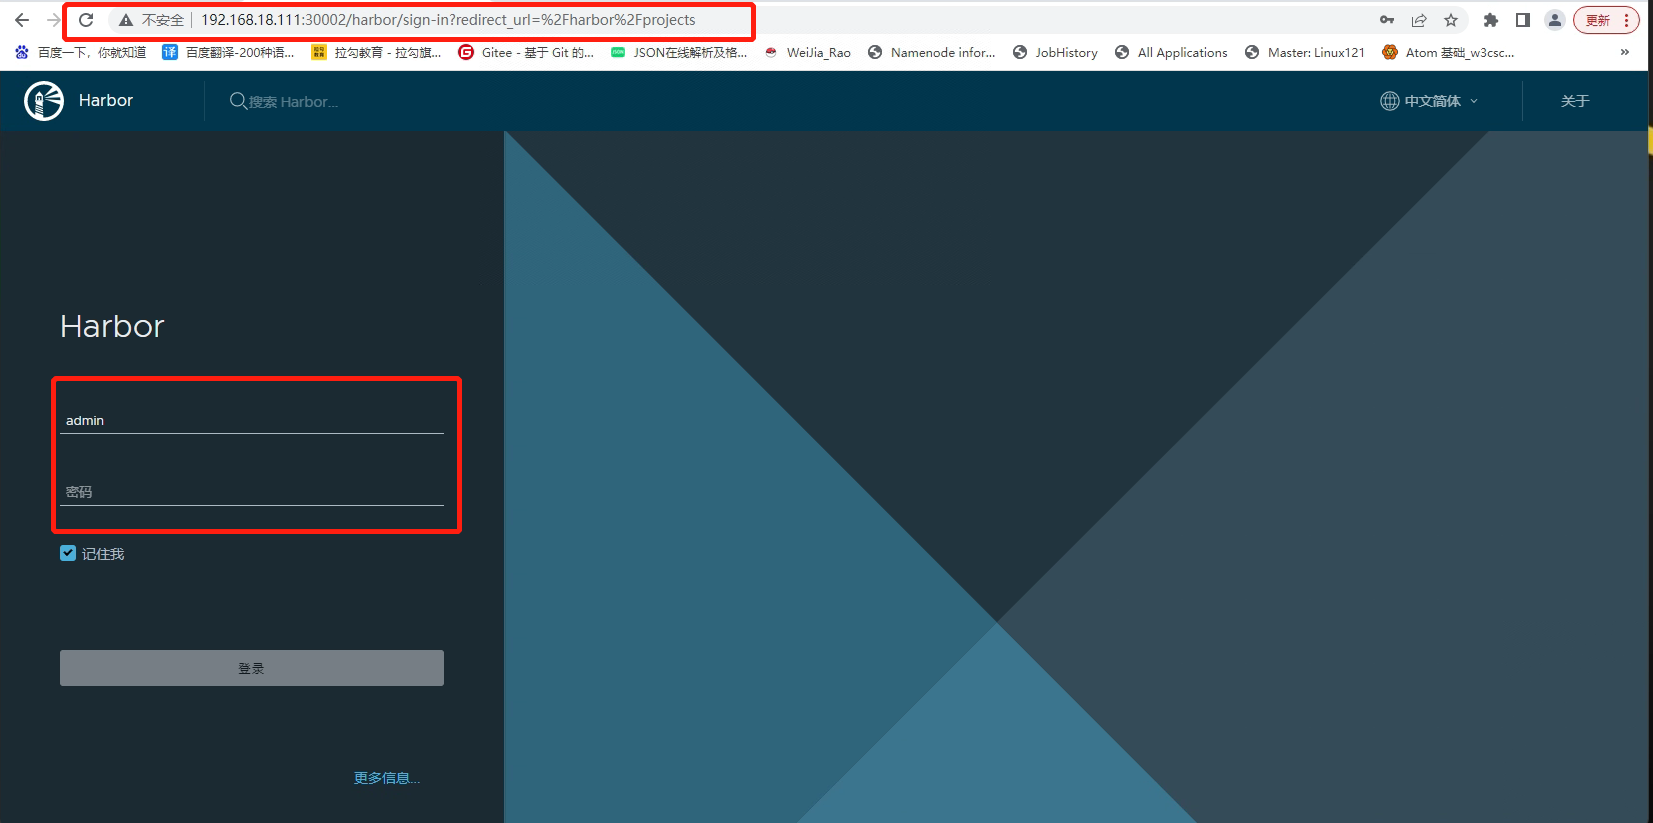 不安全 192.168.18.111:30002/harbor/sign-in?redirect_url=%2Fharbor%2Fprojects 更新
百度一下，你就知道 译 百度翻译-200种语... 拉勾教育 - 拉勾旗... G Gitee - 基于 Git 的... JSON JSON在线解析及格... WeiJia_Rao Namenode infor... JobHistory All Applications Master: Linux121 Atom 基础_w3csc... »
Harbor 搜索 Harbor... 中文简体 关于
Harbor
admin
密码
记住我
登录
更多信息...